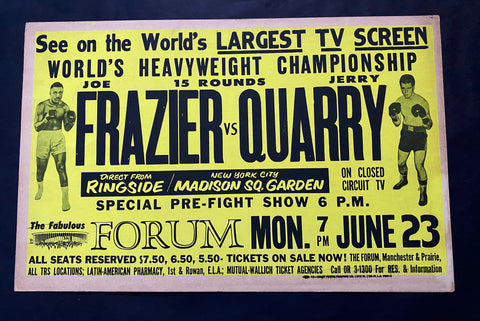 See on the World's LARGEST TV SCREEN
WORLD'S HEAVYWEIGHT CHAMPIONSHIP
JOE 15 ROUNDS JERRY
FRAZIER vs QUARRY
DIRECT FROM RINGSIDE / NEW YORK CITY MADISON SQ. GARDEN
ON CLOSED CIRCUIT TV
SPECIAL PRE-FIGHT SHOW 6 P.M.
The Fabulous FORUM MON. 7 PM JUNE 23
ALL SEATS RESERVED $7.50, 6.50, 5.50 - TICKETS ON SALE NOW! THE FORUM, Manchester & Prairie,
ALL TRS LOCATIONS; LATIN-AMERICAN PHARMACY, 1st & Rowan, E.L.A.; MUTUAL-WALLICH TICKET AGENCIES Call OR 3-1300 For RES. & Information